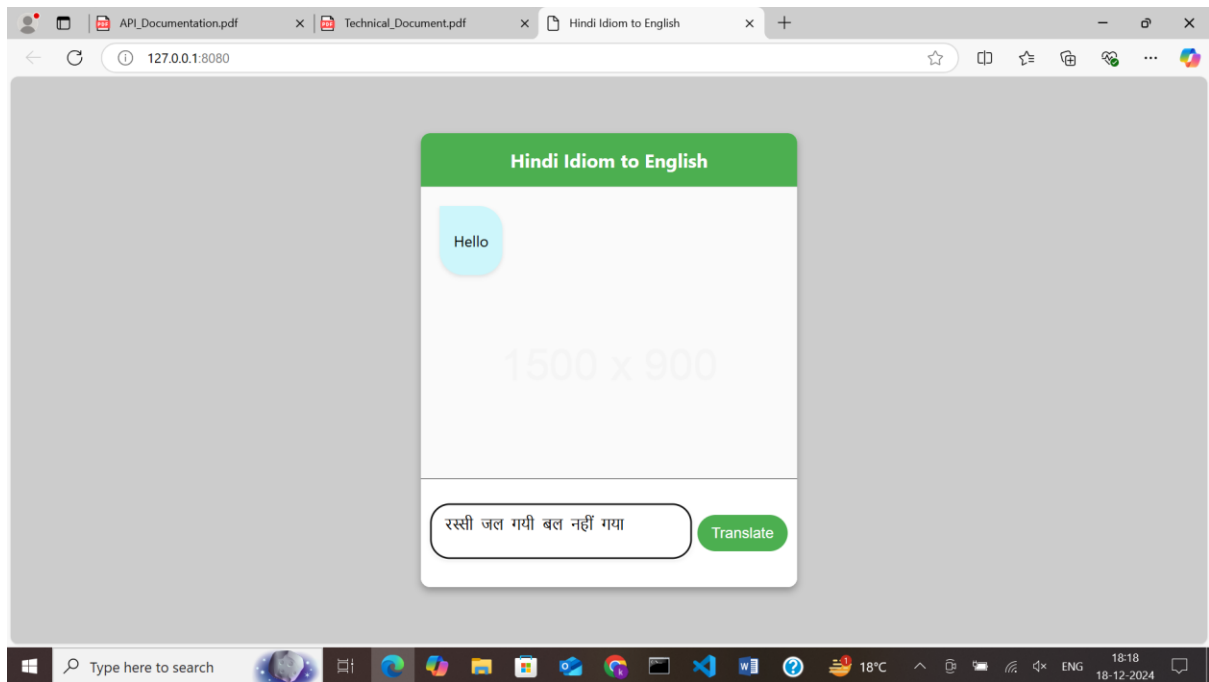 API_Documentation.pdf
Technical_Document.pdf
Hindi Idiom to English
127.0.0.1:8080
Hindi Idiom to English
Hello
1500 x 900
रस्सी जल गयी बल नहीं गया
Translate
Type here to search
18°C
ENG
18:18
18-12-2024